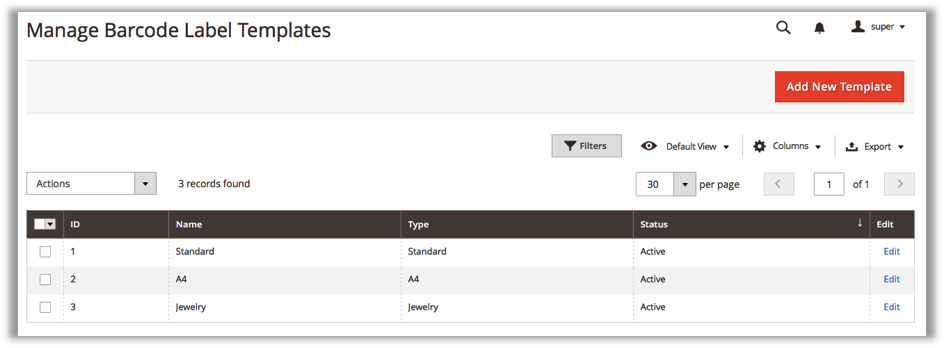 Manage Barcode Label Templates
super
Add New Template
Filters Default View Columns Export
Actions 3 records found 30 per page 1 of 1
ID Name Type Status Edit
1 Standard Standard Active Edit
2 A4 A4 Active Edit
3 Jewelry Jewelry Active Edit